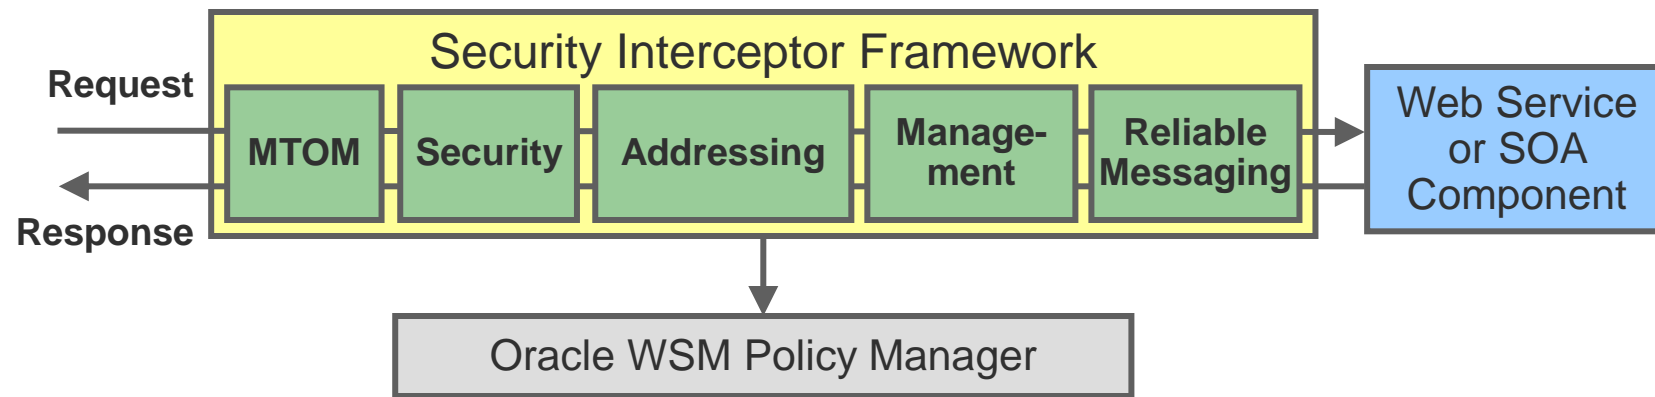 Security Interceptor Framework
Request
MTOM
Security
Addressing
Manage-
ment
Reliable
Messaging
Web Service
or SOA
Component
Response
Oracle WSM Policy Manager